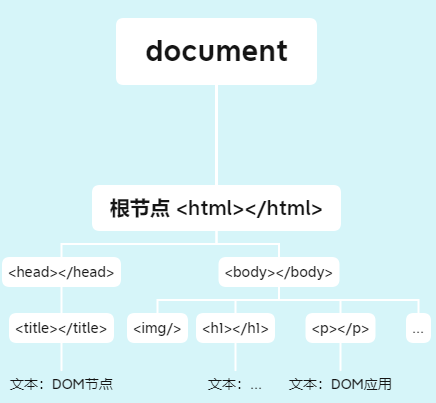 document
根节点 <html></html>
<head></head>
<body></body>
<title></title>
<img/>
<h1></h1>
<p></p>
...
文本：DOM节点
文本：...
文本：DOM应用